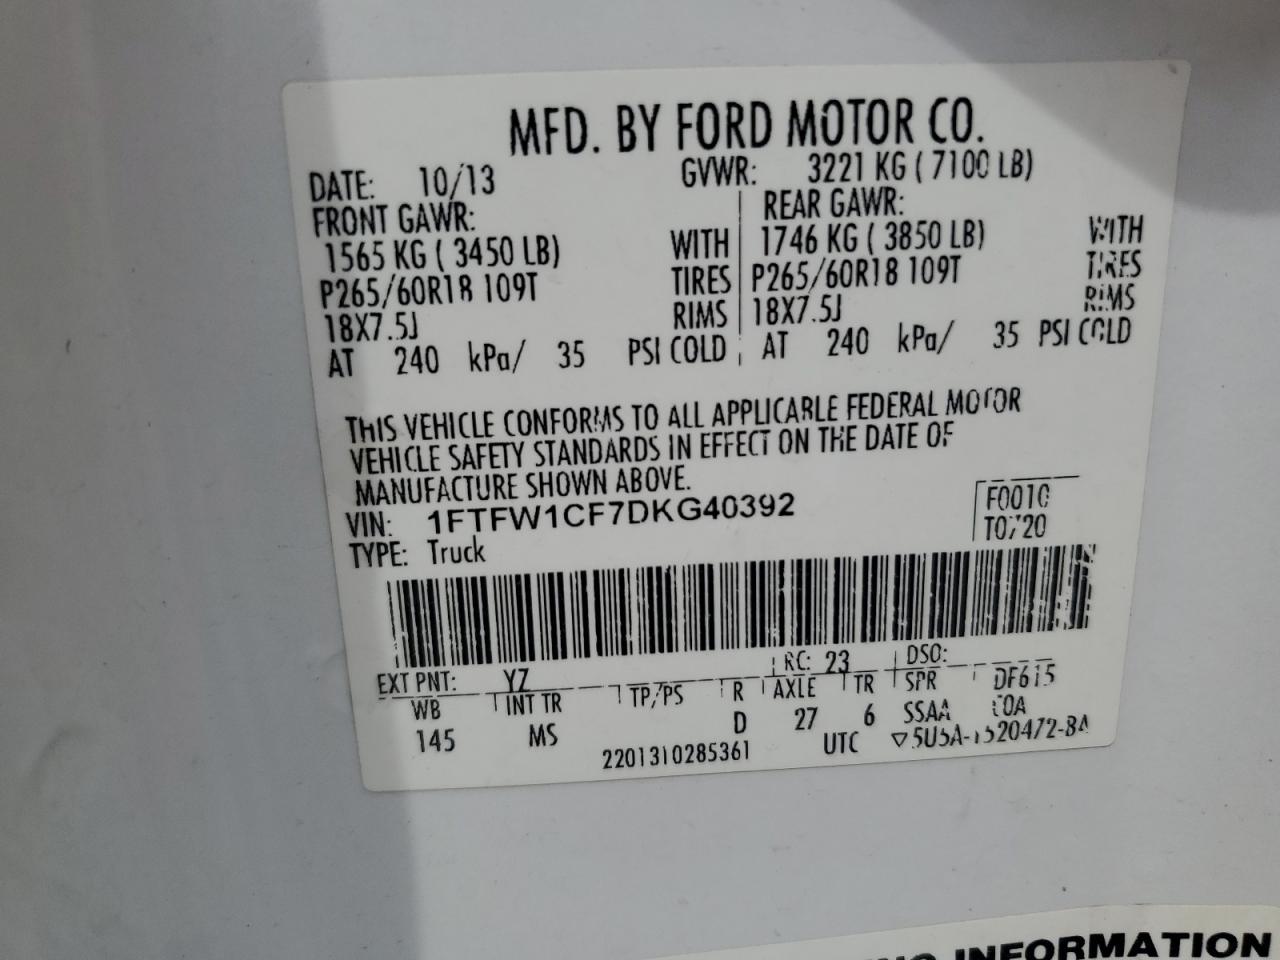 MFD. BY FORD MOTOR CO.
DATE: 10/13 GVWR: 3221 KG ( 7100 LB)
FRONT GAWR: REAR GAWR:
1565 KG ( 3450 LB) WITH 1746 KG ( 3850 LB) WITH
P265/60R18 109T TIRES P265/60R18 109T TIRES
18X7.5J RIMS 18X7.5J RIMS
AT 240 kPa/ 35 PSI COLD AT 240 kPa/ 35 PSI COLD
THIS VEHICLE CONFORMS TO ALL APPLICABLE FEDERAL MOTOR
VEHICLE SAFETY STANDARDS IN EFFECT ON THE DATE OF
MANUFACTURE SHOWN ABOVE.
VIN: 1FTFW1CF7DKG40392 F0010
TYPE: Truck T0720
EXT PNT: YZ RC: 23 DSO:
WB INT TR TP/PS R AXLE TR SPR DF615
145 MS D 27 6 SSAA
2201310285361 UTC ▽5U5A-1520472-BA
INFORMATION